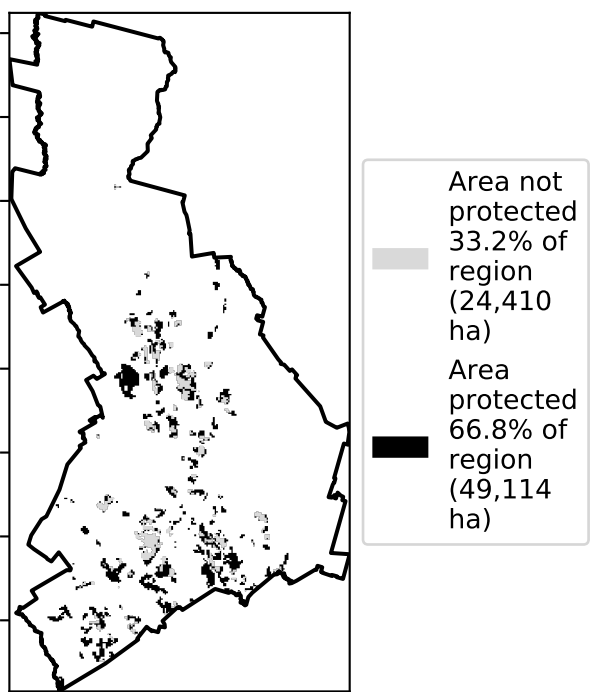 Area not
protected
33.2% of
region
(24,410
ha)
Area
protected
66.8% of
region
(49,114
ha)